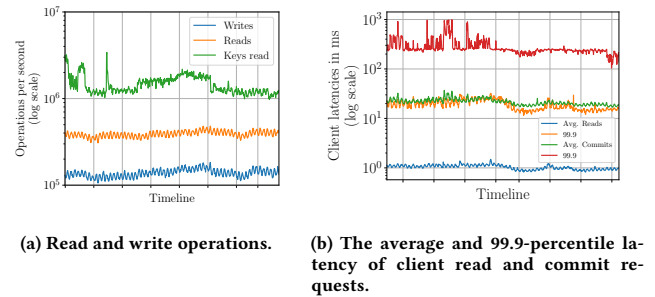 Operations per second
(log scale)
10^7
10^6
10^5
Writes
Reads
Keys read
Timeline
Client latencies in ms
(log scale)
10^3
10^2
10^1
10^0
Avg. Reads
99.9
Avg. Commits
99.9
Timeline
(a) Read and write operations.
(b) The average and 99.9-percentile la-
tency of client read and commit re-
quests.